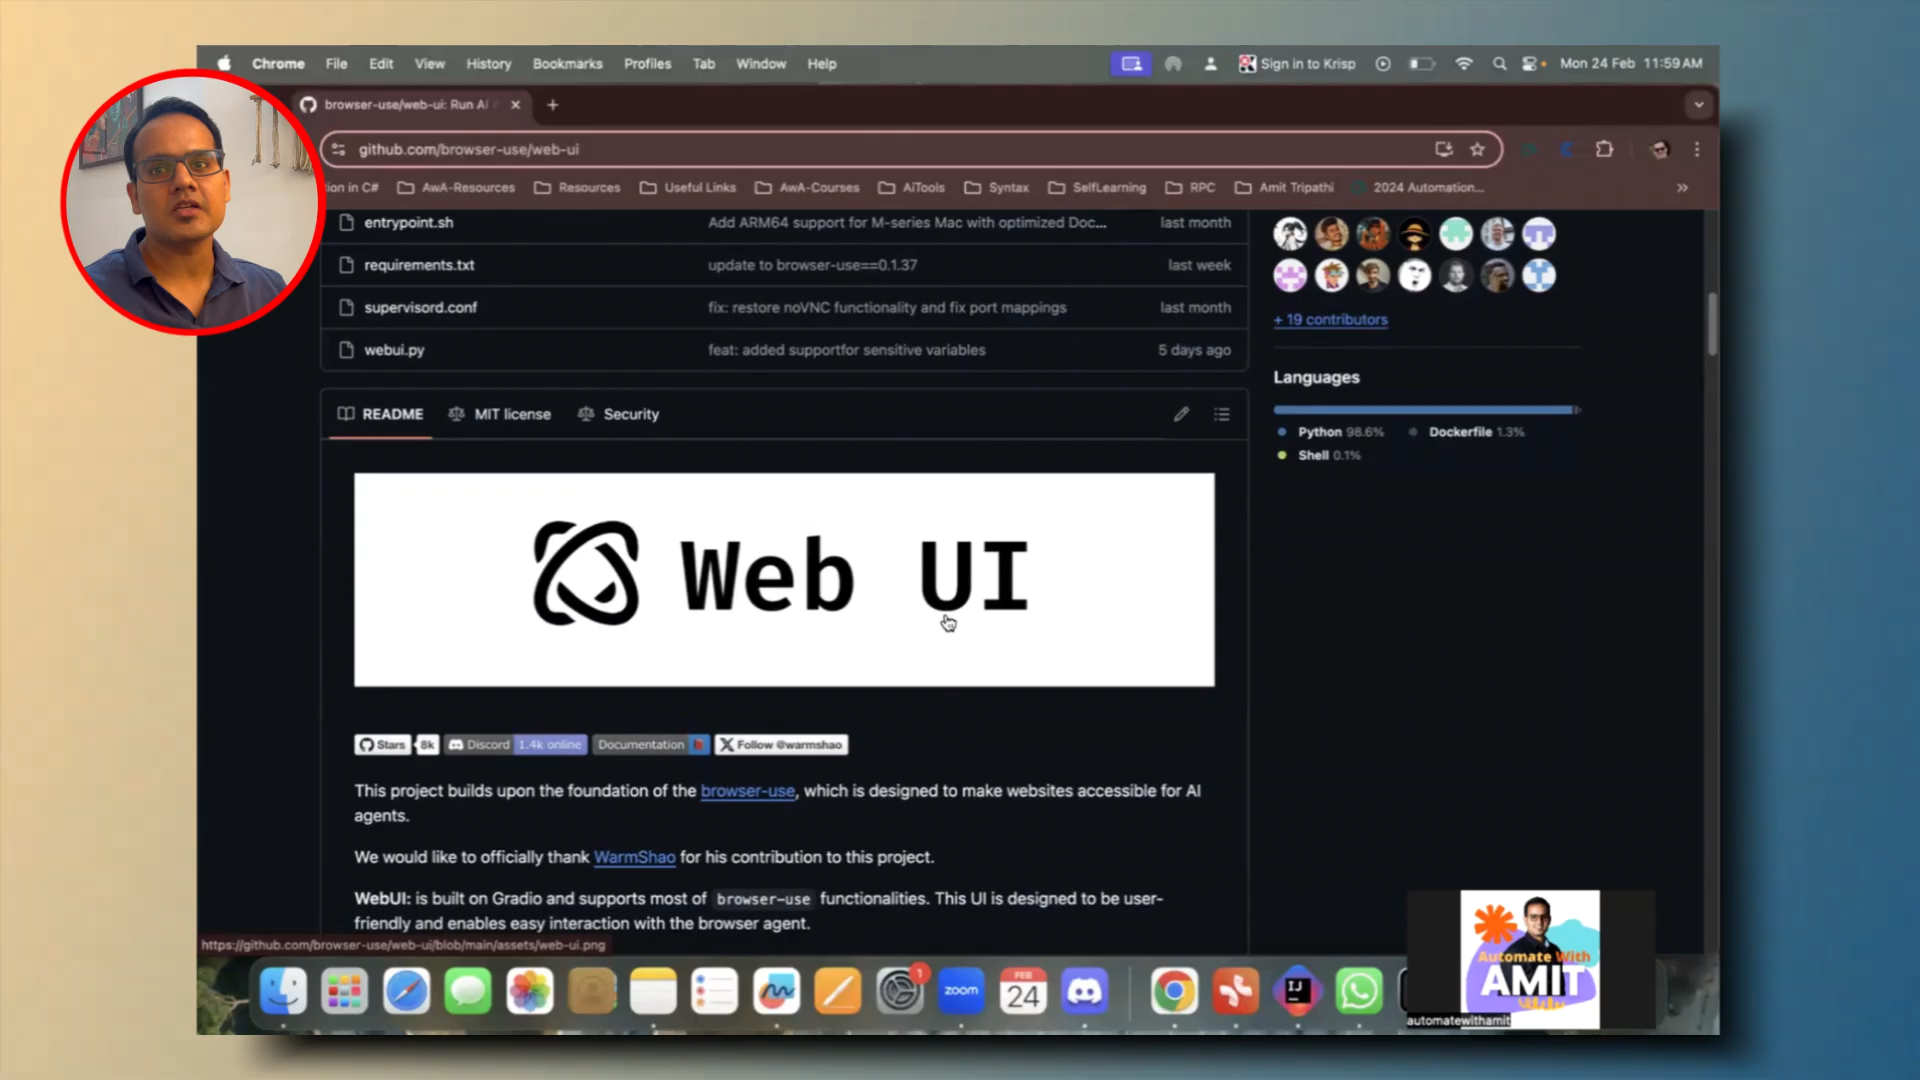 Chrome File Edit View History Bookmarks Profiles Tab Window Help Sign in to Krisp Mon 24 Feb 11:59 AM
browser-use/web-ui: Run AI
github.com/browser-use/web-ui
tion in C# AwA-Resources Resources Useful Links AwA-Courses AiTools Syntax SelfLearning RPC Amit Tripathi 2024 Automation...
entrypoint.sh Add ARM64 support for M-series Mac with optimized Doc... last month
requirements.txt update to browser-use==0.1.37 last week
supervisord.conf fix: restore noVNC functionality and fix port mappings last month
webui.py feat: added supportfor sensitive variables 5 days ago
+ 19 contributors
Languages
Python 98.6% Dockerfile 1.3%
Shell 0.1%
README MIT license Security
Web UI
Stars 8k Discord 1.4k online Documentation Follow @warmshao
This project builds upon the foundation of the browser-use, which is designed to make websites accessible for AI
agents.
We would like to officially thank WarmShao for his contribution to this project.
WebUI: is built on Gradio and supports most of browser-use functionalities. This UI is designed to be user-
friendly and enables easy interaction with the browser agent.
https://github.com/browser-use/web-ui/blob/main/assets/web-ui.png
1
zoom
FEB
24
IJ
Automate With
AMIT
automatewithamit